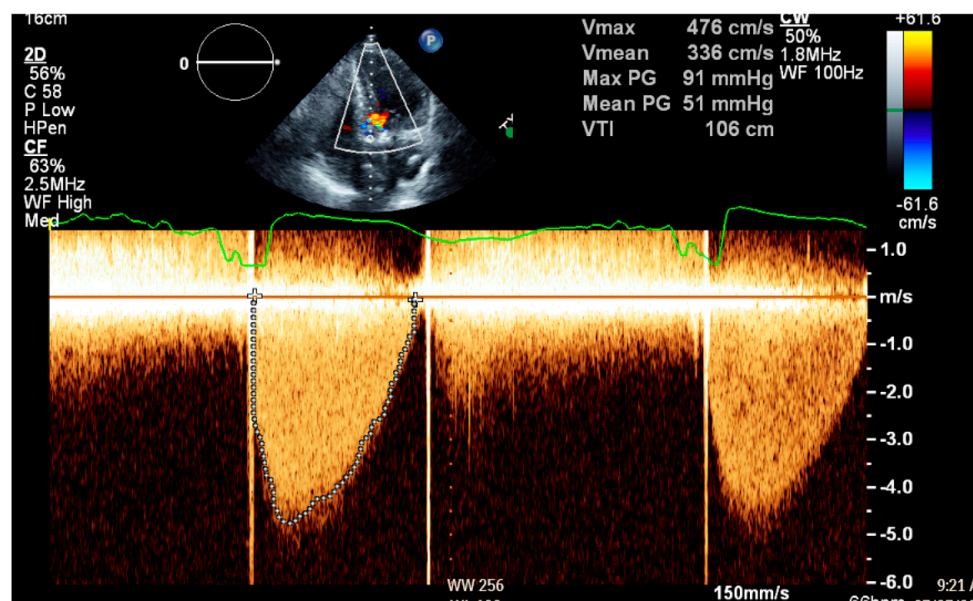 16cm
2D
56%
C 58
P Low
HPen
CF
63%
2.5MHz
WF High
Med
0
P
Vmax 476 cm/s
Vmean 336 cm/s
Max PG 91 mmHg
Mean PG 51 mmHg
VTI 106 cm
CW
50%
1.8MHz
WF 100Hz
+61.6
-61.6
cm/s
1.0
m/s
-1.0
-2.0
-3.0
-4.0
-5.0
-6.0
WW 256
150mm/s
9:21